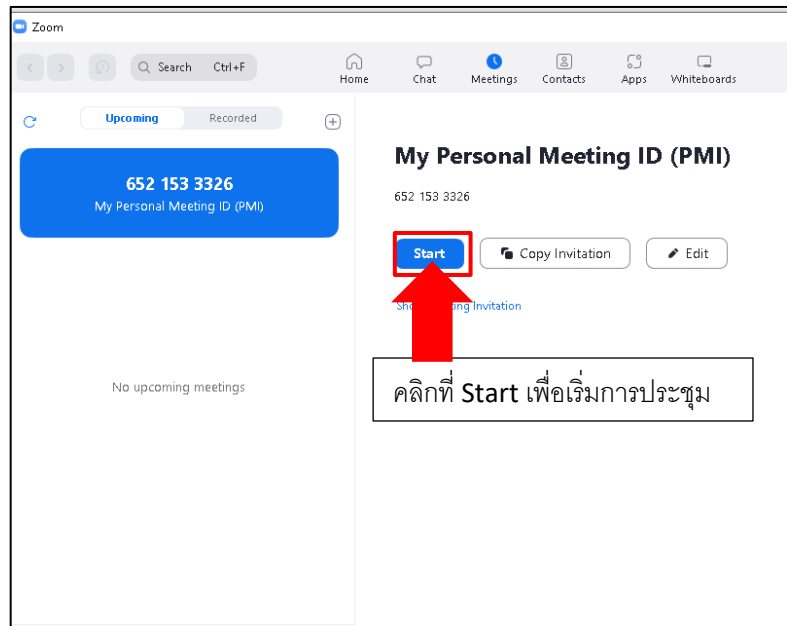 Zoom
Search Ctrl+F
Home Chat Meetings Contacts Apps Whiteboards
Upcoming Recorded
652 153 3326
My Personal Meeting ID (PMI)
No upcoming meetings
My Personal Meeting ID (PMI)
652 153 3326
Start Copy Invitation Edit
Invitation
คลิกที่ Start เพื่อเริ่มการประชุม